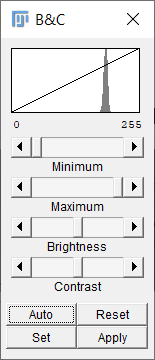 B&C
0 255
Minimum
Maximum
Brightness
Contrast
Auto Reset
Set Apply